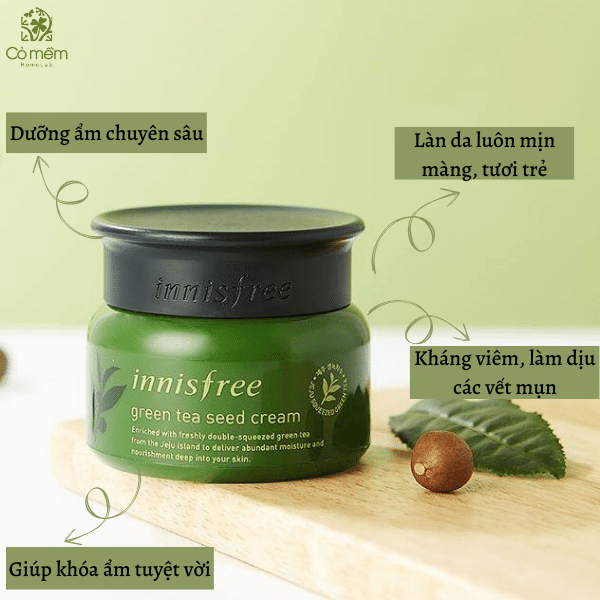 Cỏ mềm
HomeLab
Dưỡng ẩm chuyên sâu
Làn da luôn mịn
màng, tươi trẻ
innisfree
innisfree
green tea seed cream
Enriched with freshly double-squeezed green tea
from the Jeju Island to deliver abundant moisture and
nourishment deep into your skin.
Kháng viêm, làm dịu
các vết mụn
Giúp khóa ẩm tuyệt vời